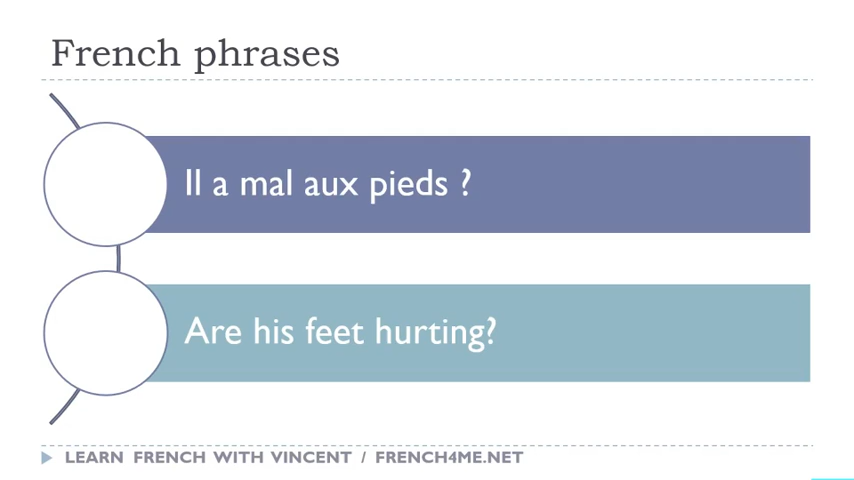 French phrases
Il a mal aux pieds ?
Are his feet hurting?
LEARN FRENCH WITH VINCENT / FRENCH4ME.NET